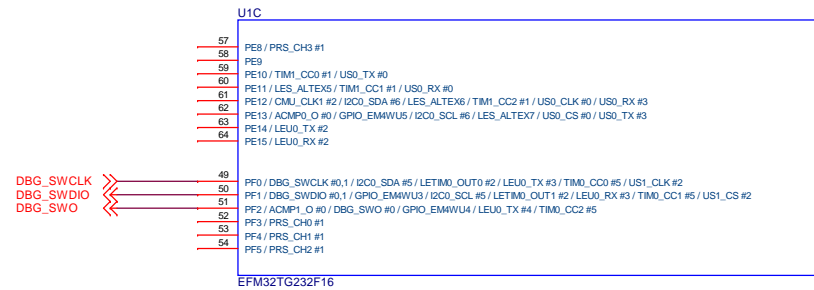 U1C
57 PE8 / PRS_CH3 #1
58 PE9
59 PE10 / TIM1_CC0 #1 / US0_TX #0
60 PE11 / LES_ALTEX5 / TIM1_CC1 #1 / US0_RX #0
61 PE12 / CMU_CLK1 #2 / I2C0_SDA #6 / LES_ALTEX6 / TIM1_CC2 #1 / US0_CLK #0 / US0_RX #3
62 PE13 / ACMP0_O #0 / GPIO_EM4WU5 / I2C0_SCL #6 / LES_ALTEX7 / US0_CS #0 / US0_TX #3
63 PE14 / LEU0_TX #2
64 PE15 / LEU0_RX #2
DBG_SWCLK 49 PF0 / DBG_SWCLK #0,1 / I2C0_SDA #5 / LETIM0_OUT0 #2 / LEU0_TX #3 / TIM0_CC0 #5 / US1_CLK #2
DBG_SWDIO 50 PF1 / DBG_SWDIO #0,1 / GPIO_EM4WU3 / I2C0_SCL #5 / LETIM0_OUT1 #2 / LEU0_RX #3 / TIM0_CC1 #5 / US1_CS #2
DBG_SWO 51 PF2 / ACMP1_O #0 / DBG_SWO #0 / GPIO_EM4WU4 / LEU0_TX #4 / TIM0_CC2 #5
52 PF3 / PRS_CH0 #1
53 PF4 / PRS_CH1 #1
54 PF5 / PRS_CH2 #1
EFM32TG232F16